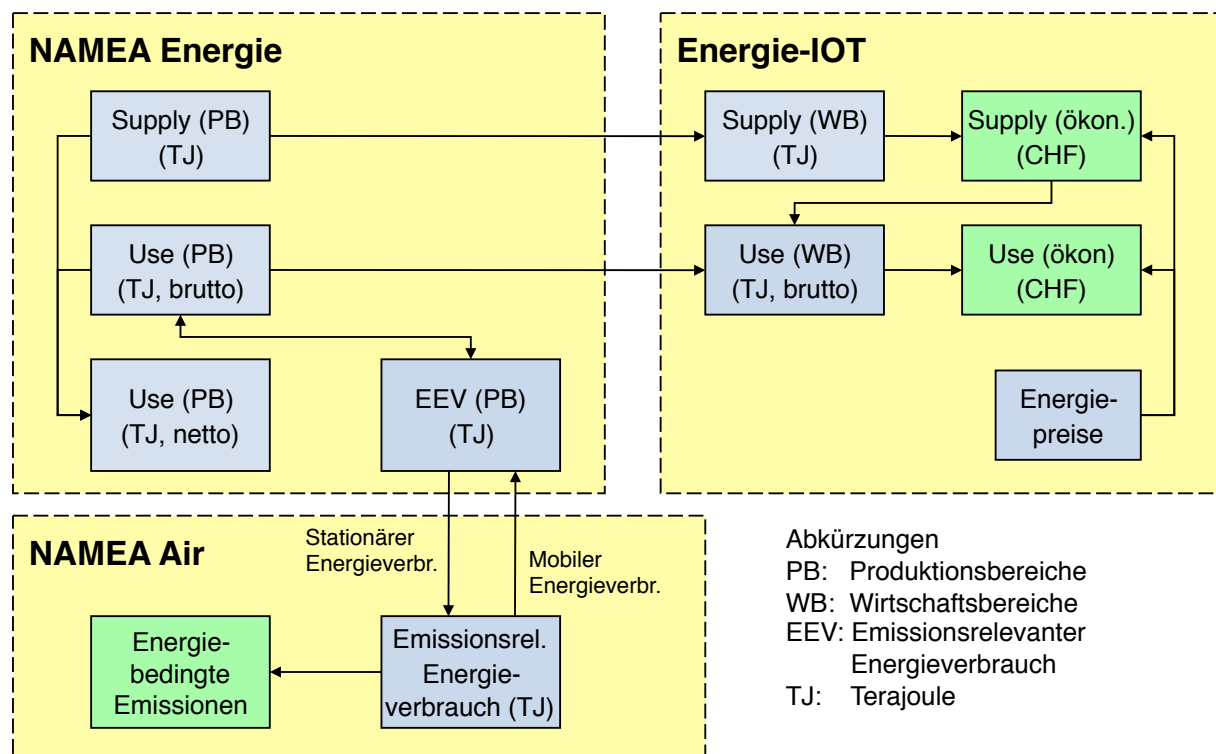 NAMEA Energie
Supply (PB)
(TJ)
Use (PB)
(TJ, brutto)
Use (PB)
(TJ, netto)
EEV (PB)
(TJ)
Energie-IOT
Supply (WB)
(TJ)
Supply (ökon.)
(CHF)
Use (WB)
(TJ, brutto)
Use (ökon)
(CHF)
Energie-
preise
NAMEA Air
Stationärer
Energieverbr.
Mobiler
Energieverbr.
Energie-
bedingte
Emissionen
Emissionsrel.
Energie-
verbrauch (TJ)
Abkürzungen
PB: Produktionsbereiche
WB: Wirtschaftsbereiche
EEV: Emissionsrelevanter
Energieverbrauch
TJ: Terajoule